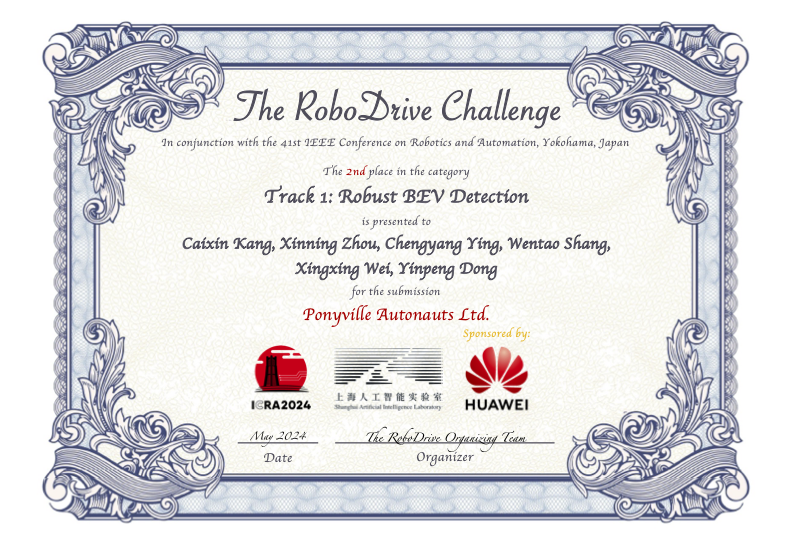 The RoboDrive Challenge
In conjunction with the 41st IEEE Conference on Robotics and Automation, Yokohama, Japan
The 2nd place in the category
Track 1: Robust BEV Detection
is presented to
Caixin Kang, Xinning Zhou, Chengyang Ying, Wentao Shang,
Xingxing Wei, Yinpeng Dong
for the submission
Ponyville Autonauts Ltd.
Sponsored by:
ICRA2024
上海人工智能实验室
Shanghai Artificial Intelligence Laboratory
HUAWEI
May 2024
The RoboDrive Organizing Team
Date
Organizer